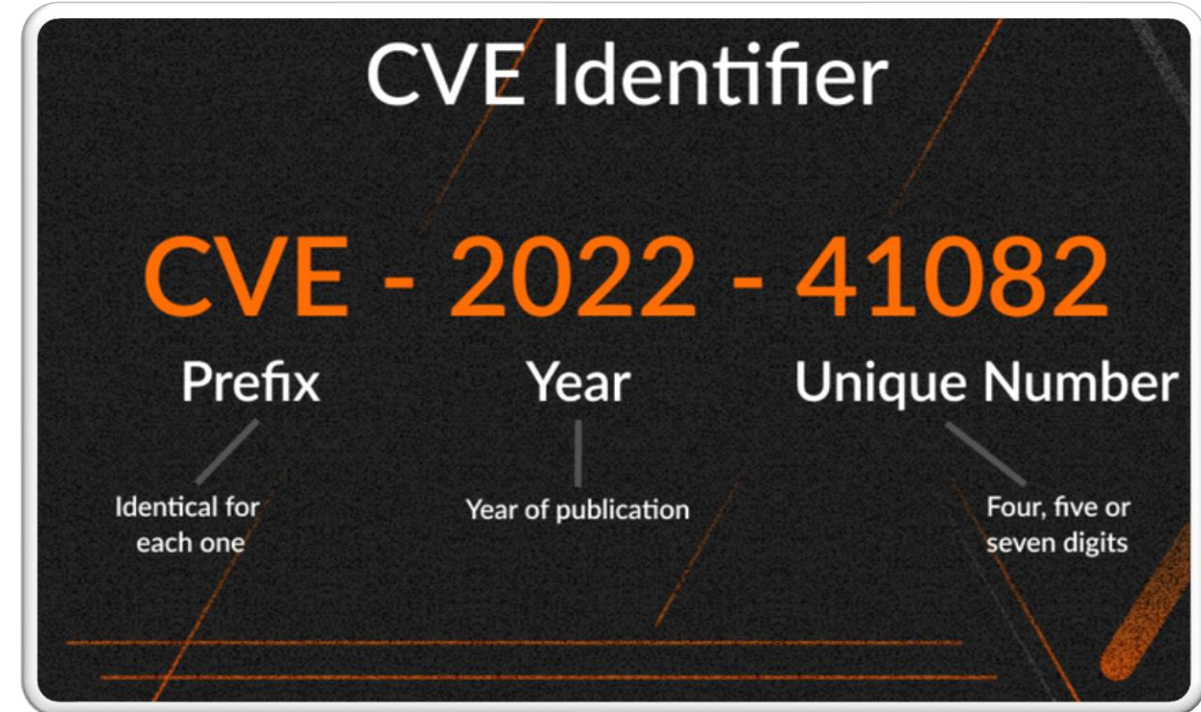 CVE Identifier
CVE - 2022 - 41082
Prefix
Year
Unique Number
Identical for
each one
Year of publication
Four, five or
seven digits